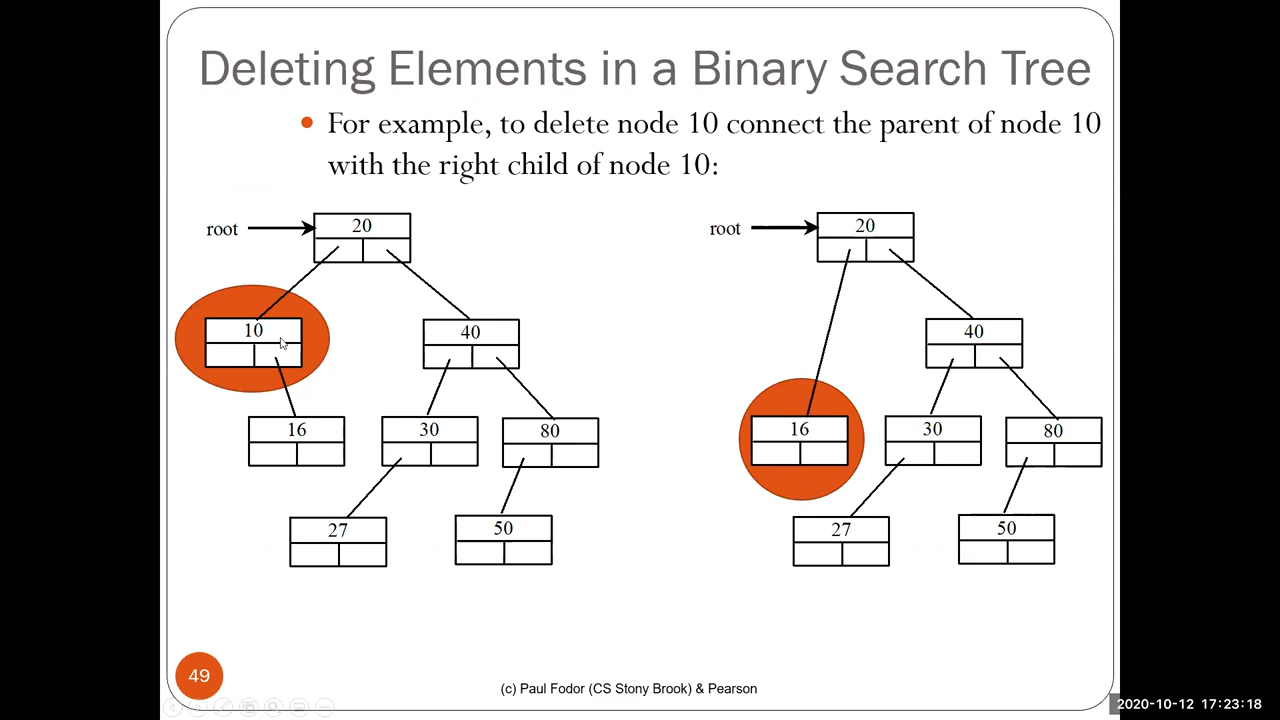 Deleting Elements in a Binary Search Tree
• For example, to delete node 10 connect the parent of node 10
with the right child of node 10:
root
20
10
40
16
30
80
27
50
root
20
40
16
30
80
27
50
49
(c) Paul Fodor (CS Stony Brook) & Pearson
2020-10-12 17:23:18